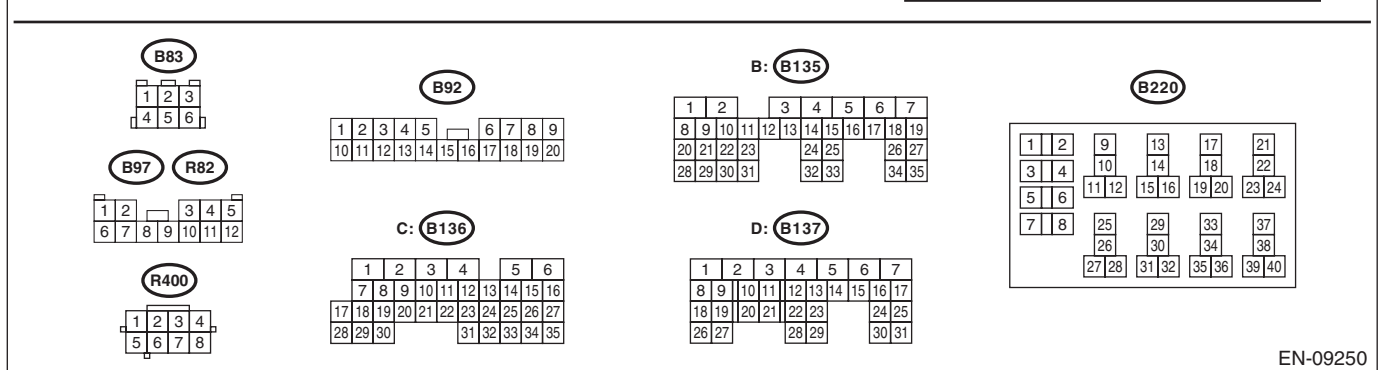 B83
1 2 3
4 5 6
B97 R82
1 2 3 4 5
6 7 8 9 10 11 12
R400
1 2 3 4
5 6 7 8
B92
1 2 3 4 5 6 7 8 9
10 11 12 13 14 15 16 17 18 19 20
C: B136
1 2 3 4 5 6
7 8 9 10 11 12 13 14 15 16
17 18 19 20 21 22 23 24 25 26 27
28 29 30 31 32 33 34 35
B: B135
1 2 3 4 5 6 7
8 9 10 11 12 13 14 15 16 17 18 19
20 21 22 23 24 25 26 27
28 29 30 31 32 33 34 35
D: B137
1 2 3 4 5 6 7
8 9 10 11 12 13 14 15 16 17
18 19 20 21 22 23 24 25
26 27 28 29 30 31
B220
1 2 9 13 17 21
3 4 10 14 18 22
11 12 15 16 19 20 23 24
5 6
7 8 25 29 33 37
26 30 34 38
27 28 31 32 35 36 39 40
EN-09250